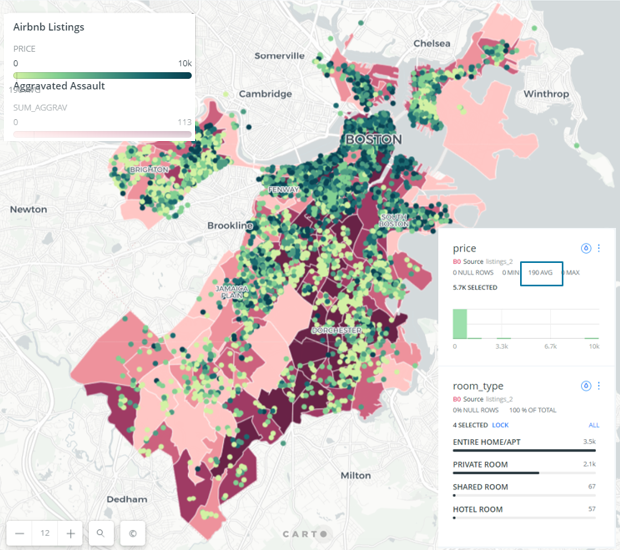 Airbnb Listings
PRICE
0 10k
Aggravated Assault
SUM_AGGRAV
0 113
Chelsea
Somerville
Cambridge
Winthrop
BOSTON
BRIGHTON
FENWAY
Newton
Brookline
SOUTH
BOSTON
JAMAICA
PLAIN
DORCHESTER
Milton
Dedham
12
©
CARTO
price
B0 Source listings_2
0 NULL ROWS 0 MIN 190 AVG MAX
5.7K SELECTED
0 3.3k 6.7k 10k
room_type
B0 Source listings_2
0% NULL ROWS 100 % OF TOTAL
4 SELECTED LOCK ALL
ENTIRE HOME/APT 3.5k
PRIVATE ROOM 2.1k
SHARED ROOM 67
HOTEL ROOM 57